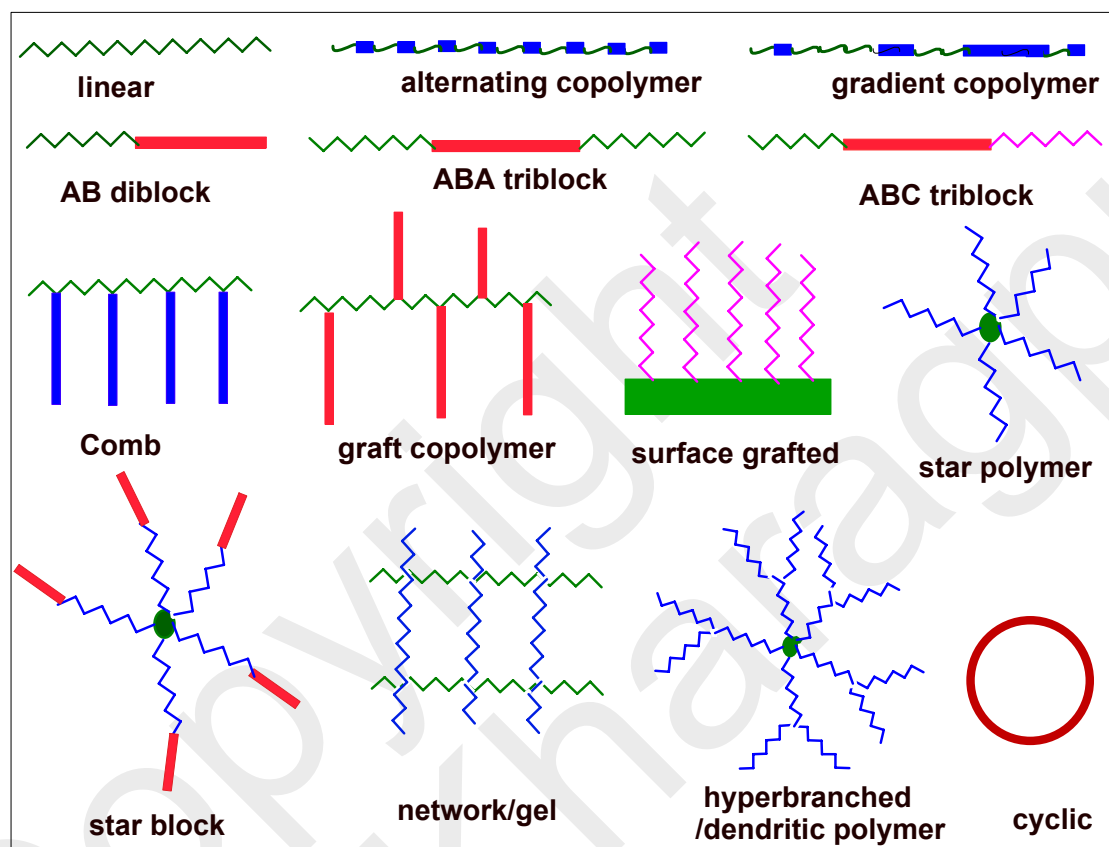 linear
alternating copolymer
gradient copolymer
AB diblock
ABA triblock
ABC triblock
Comb
graft copolymer
surface grafted
star polymer
star block
network/gel
hyperbranched
/dendritic polymer
cyclic